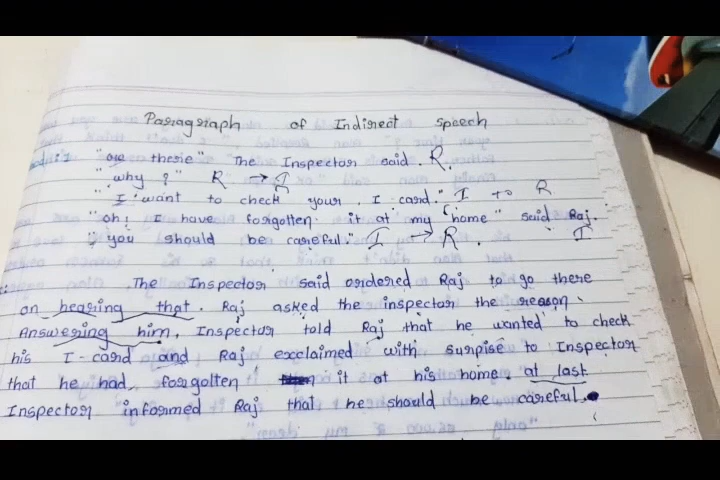 Paragraph of Indirect speech
"go there" The Inspector said R.
"why?" R → I
"I want to check your I card." I to R
"oh! I have forgotten it at my home" said Raj. I
"you should be careful." I → R.
The Inspector said ordered Raj to go there
on hearing that. Raj asked the inspector the reason.
Answering him, Inspector told Raj that he wanted to check
his I-card and Raj exclaimed with surpise to Inspector
that he had forgotten it at his home. at last
Inspector informed Raj that he should be careful.